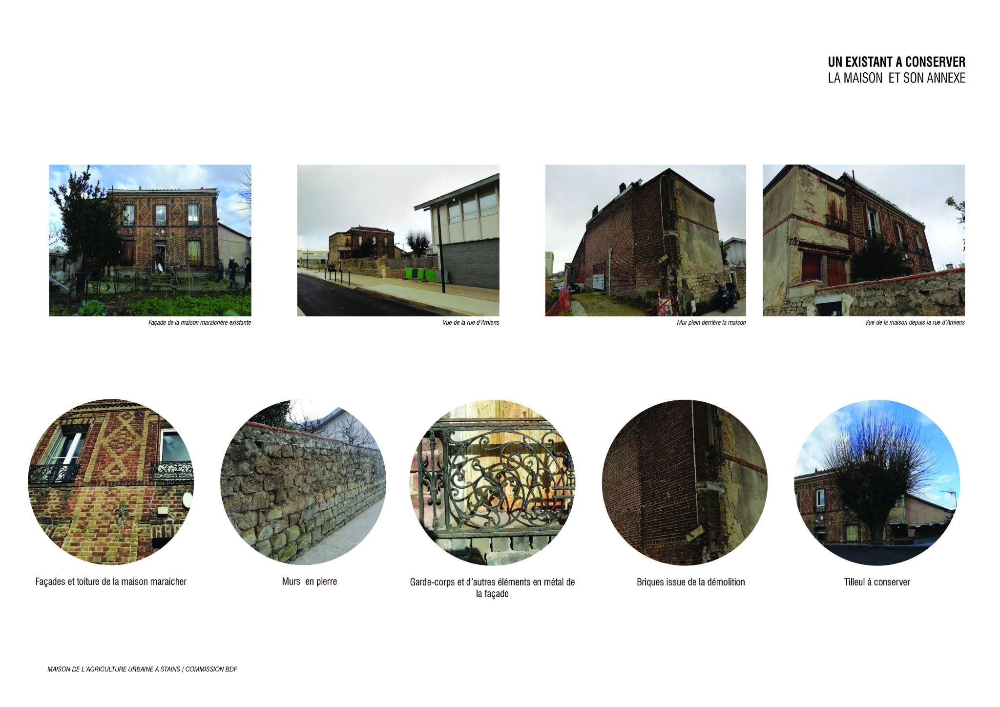 UN EXISTANT A CONSERVER
LA MAISON ET SON ANNEXE
Façade de la maison maraichère existante
Vue de la rue d'Amiens
Mur plein derrière la maison
Vue de la maison depuis la rue d'Amiens
Façades et toiture de la maison maraicher
Murs en pierre
Garde-corps et d'autres éléments en métal de
la façade
Briques issue de la démolition
Tilleul à conserver
MAISON DE L'AGRICULTURE URBAINE A STAINS / COMMISSION BDF